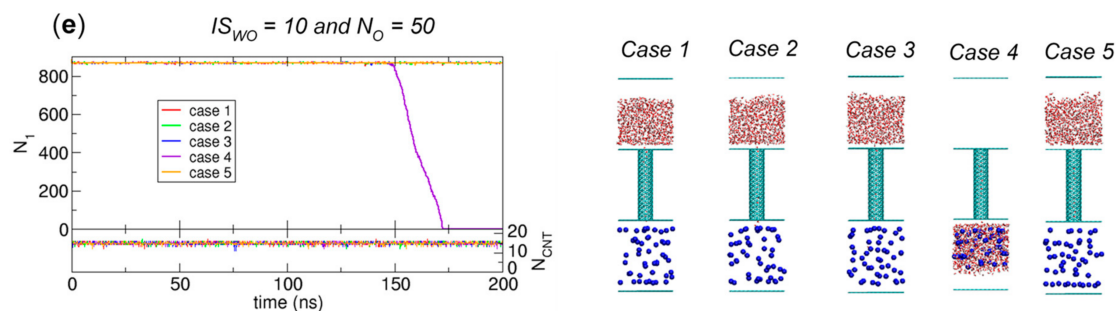 (e)
IS_WO = 10 and N_O = 50
Case 1
Case 2
Case 3
Case 4
Case 5
800
600
400
200
0
N_1
case 1
case 2
case 3
case 4
case 5
20
10
0
N_CNT
0
50
100
150
200
time (ns)